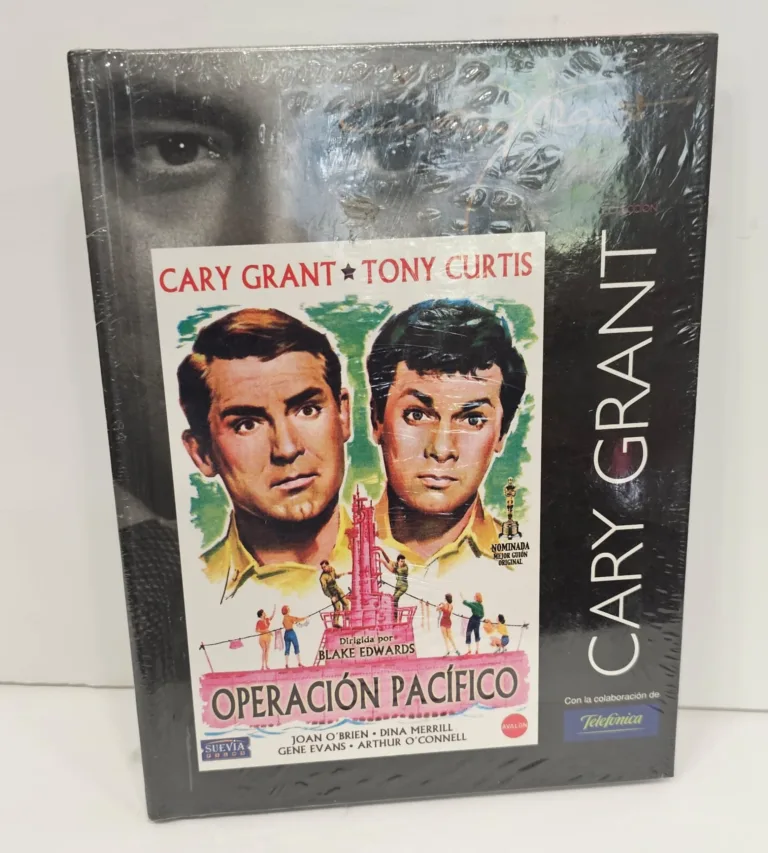 CARY GRANT ★ TONY CURTIS
NOMINADA
MEJOR GUIÓN
ORIGINAL
Dirigida por
BLAKE EDWARDS
OPERACIÓN PACÍFICO
JOAN O'BRIEN · DINA MERRILL
GENE EVANS · ARTHUR O'CONNELL
SUEVIA
AVALON
CARY GRANT
Con la colaboración de
Telefónica